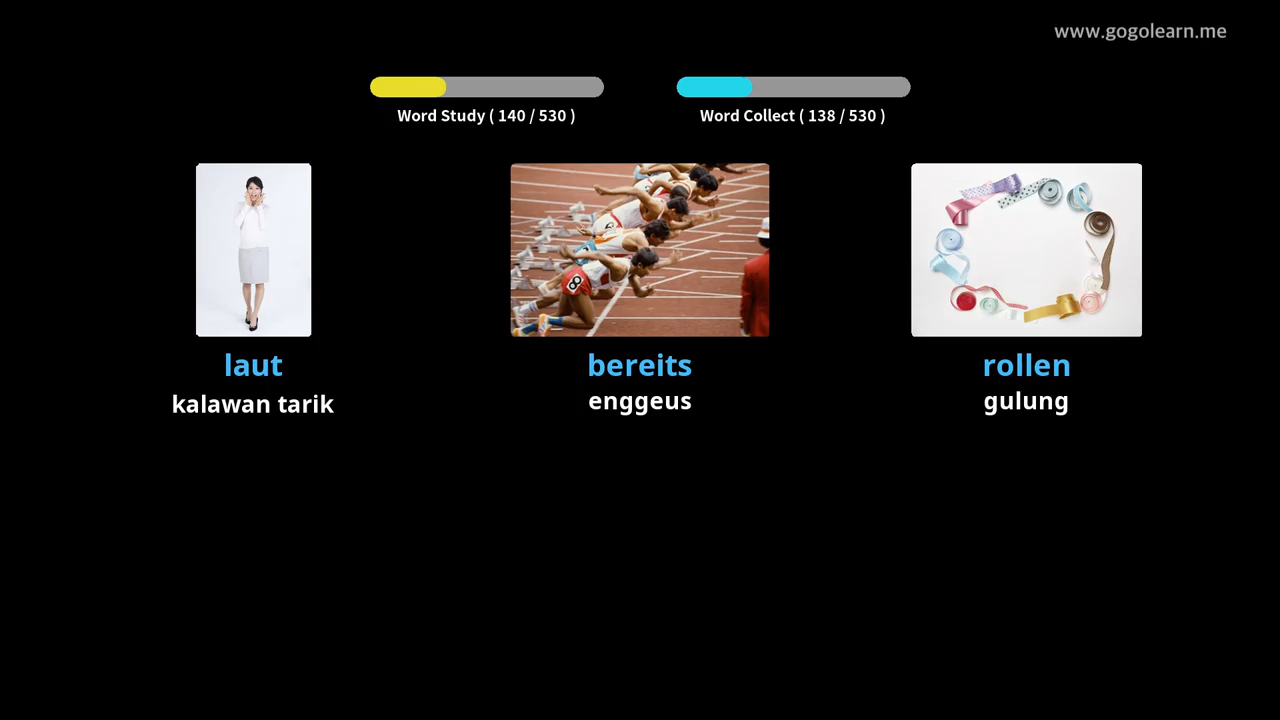 www.gogolearn.me
Word Study ( 140 / 530 )
Word Collect ( 138 / 530 )
laut
kalawan tarik
bereits
enggeus
rollen
gulung